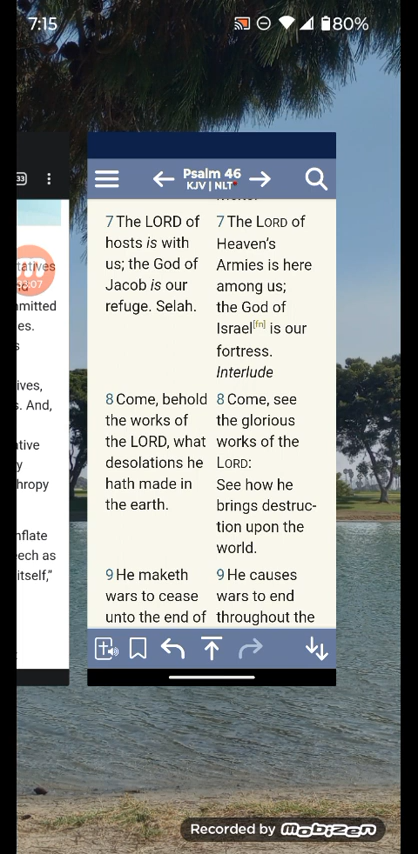 7:15
80%
33
Psalm 46
KJV | NLT
tatives
:07
mitted
es.
s
ives,
s. And,
ative
y
hropy
nflate
eech as
itself,"
7 The LORD of
hosts is with
us; the God of
Jacob is our
refuge. Selah.
8 Come, behold
the works of
the LORD, what
desolations he
hath made in
the earth.
9 He maketh
wars to cease
unto the end of
7 The LORD of
Heaven's
Armies is here
among us;
the God of
Israel[fn] is our
fortress.
Interlude
8 Come, see
the glorious
works of the
LORD:
See how he
brings destruc-
tion upon the
world.
9 He causes
wars to end
throughout the
Recorded by Mobizen